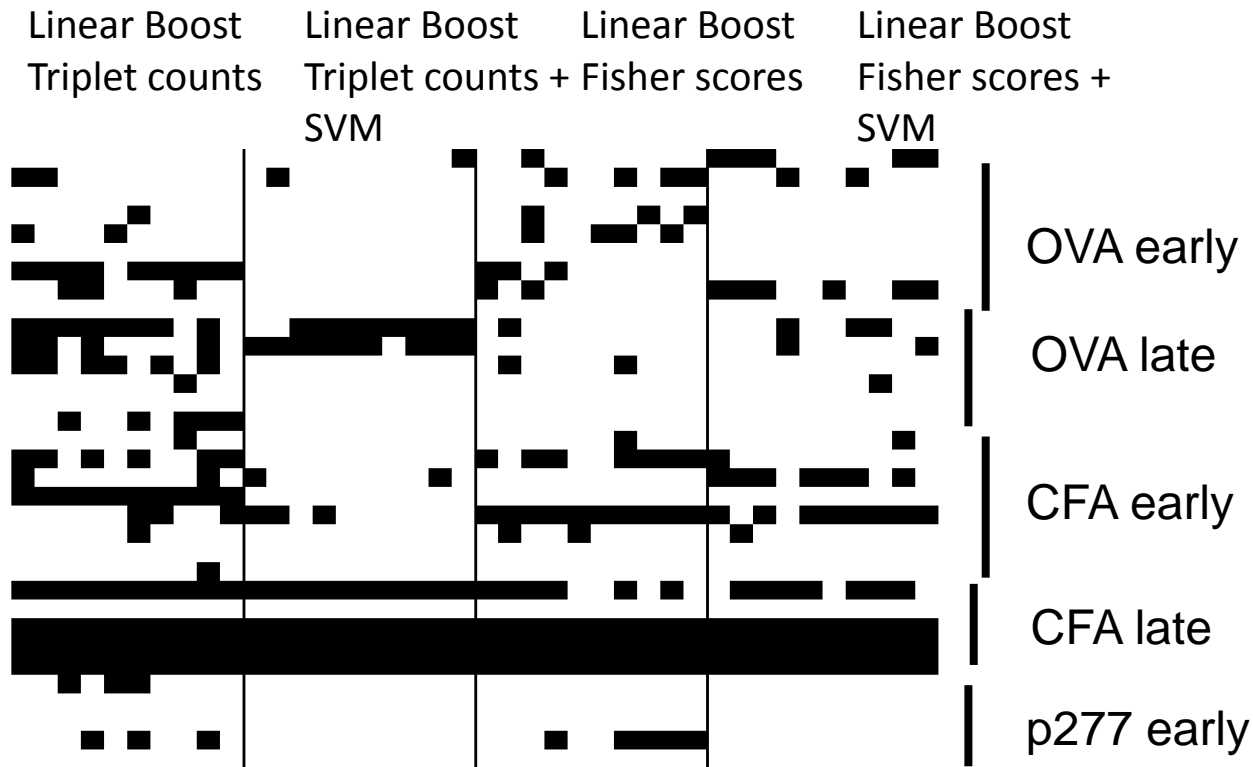 Linear Boost
Triplet counts
Linear Boost
Triplet counts +
SVM
Linear Boost
Fisher scores
Linear Boost
Fisher scores +
SVM
OVA early
OVA late
CFA early
CFA late
p277 early